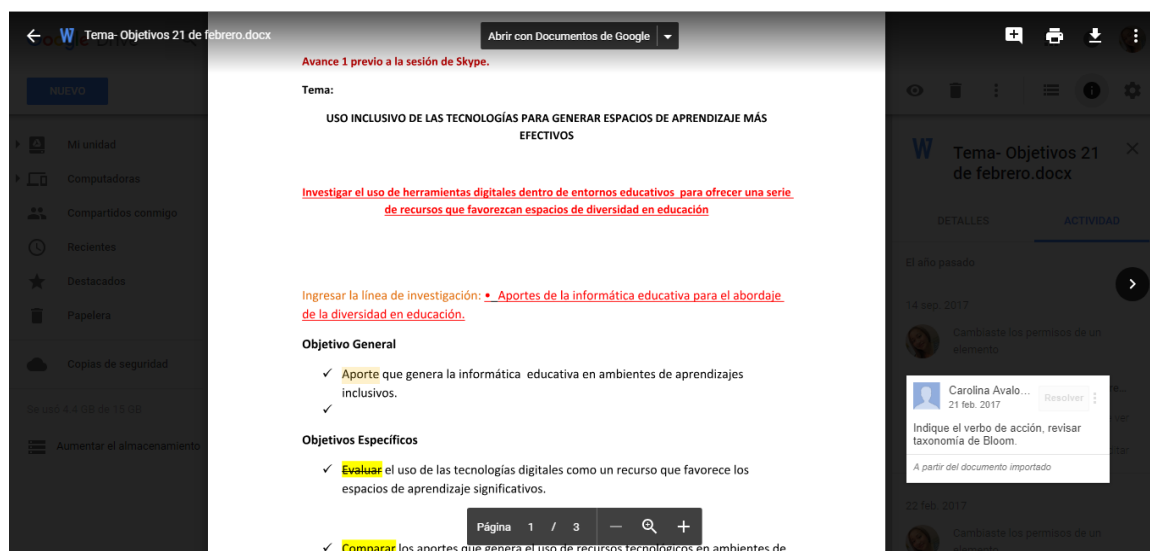 Tema- Objetivos 21 de febrero.docx
Abrir con Documentos de Google
Avance 1 previo a la sesión de Skype.
Tema:
USO INCLUSIVO DE LAS TECNOLOGÍAS PARA GENERAR ESPACIOS DE APRENDIZAJE MÁS
EFECTIVOS
Investigar el uso de herramientas digitales dentro de entornos educativos para ofrecer una serie
de recursos que favorezcan espacios de diversidad en educación
Ingresar la línea de investigación: • Aportes de la informática educativa para el abordaje
de la diversidad en educación.
Objetivo General
✓ Aporte que genera la informática educativa en ambientes de aprendizajes
inclusivos.
✓
Objetivos Específicos
✓ Evaluar el uso de las tecnologías digitales como un recurso que favorece los
espacios de aprendizaje significativos.
✓ Comparar los aportes que genera el uso de recursos tecnológicos en ambientes de
Página 1 / 3
NUEVO
Mi unidad
Computadoras
Compartidos conmigo
Recientes
Destacados
Papelera
Copias de seguridad
Se usó 4.4 GB de 15 GB
Aumentar el almacenamiento
Tema- Objetivos 21
de febrero.docx
DETALLES
ACTIVIDAD
El año pasado
14 sep. 2017
Cambiaste los permisos de un
elemento
Carolina Avalo...
21 feb. 2017
Resolver
Indique el verbo de acción, revisar
taxonomía de Bloom.
A partir del documento importado
22 feb. 2017
Cambiaste los permisos de un
elemento